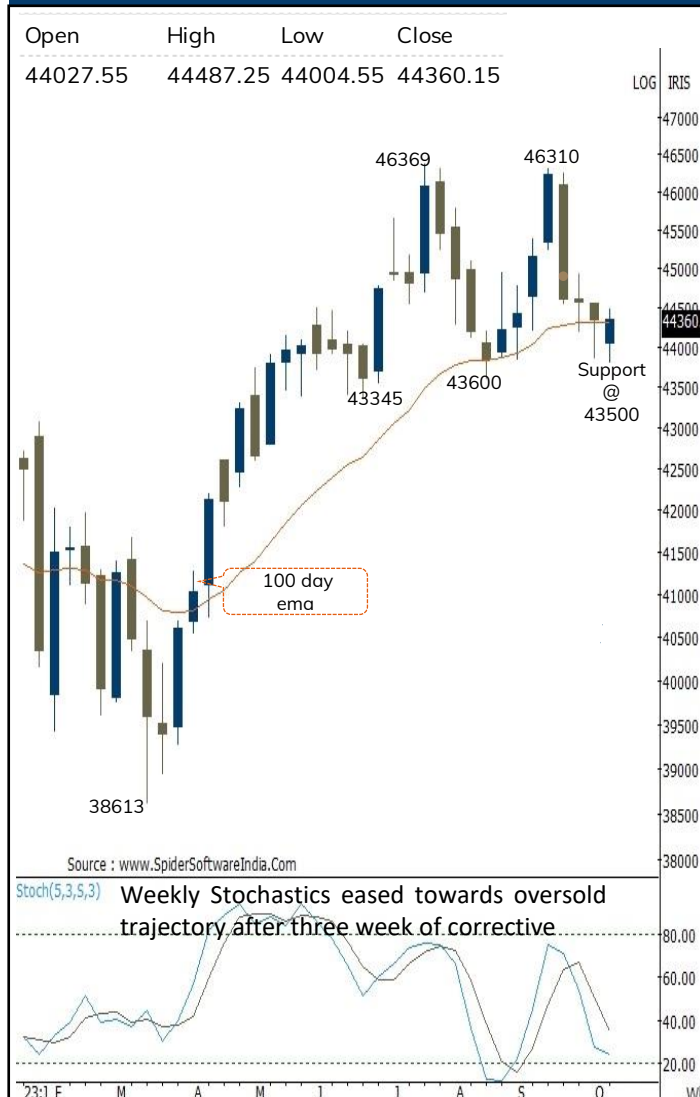 Open High Low Close
44027.55 44487.25 44004.55 44360.15
LOG IRIS
47000
46500
46369
46310
46000
45500
45000
44500
44360
44000
43600
43345
Support
@
43500
43500
43000
42500
42000
41500
100 day
ema
41000
40500
40000
39500
39000
38613
38500
38000
Source : www.SpiderSoftwareIndia.Com
Stoch(5,3,S,3)
Weekly Stochastics eased towards oversold
trajectory after three week of corrective
80.00
60.00
40.00
20.00
'23:1 F M A M J J A S O